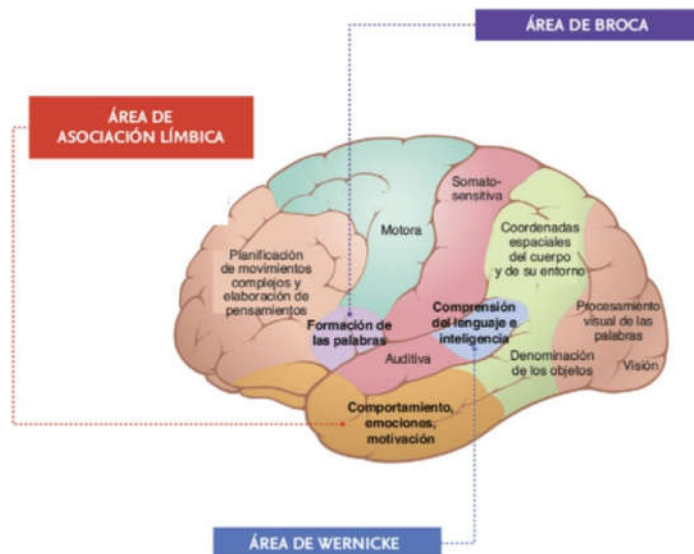 ÁREA DE BROCA
ÁREA DE
ASOCIACIÓN LÍMBICA
Somato-
sensitiva
Motora
Coordenadas
espaciales
del cuerpo
y de su entorno
Planificación
de movimientos
complejos y
elaboración de
pensamientos
Formación de
las palabras
Comprensión
del lenguaje e
inteligencia
Procesamiento
visual de las
palabras
Auditiva
Denominación
de los objetos
Visión
Comportamiento,
emociones,
motivación
ÁREA DE WERNICKE